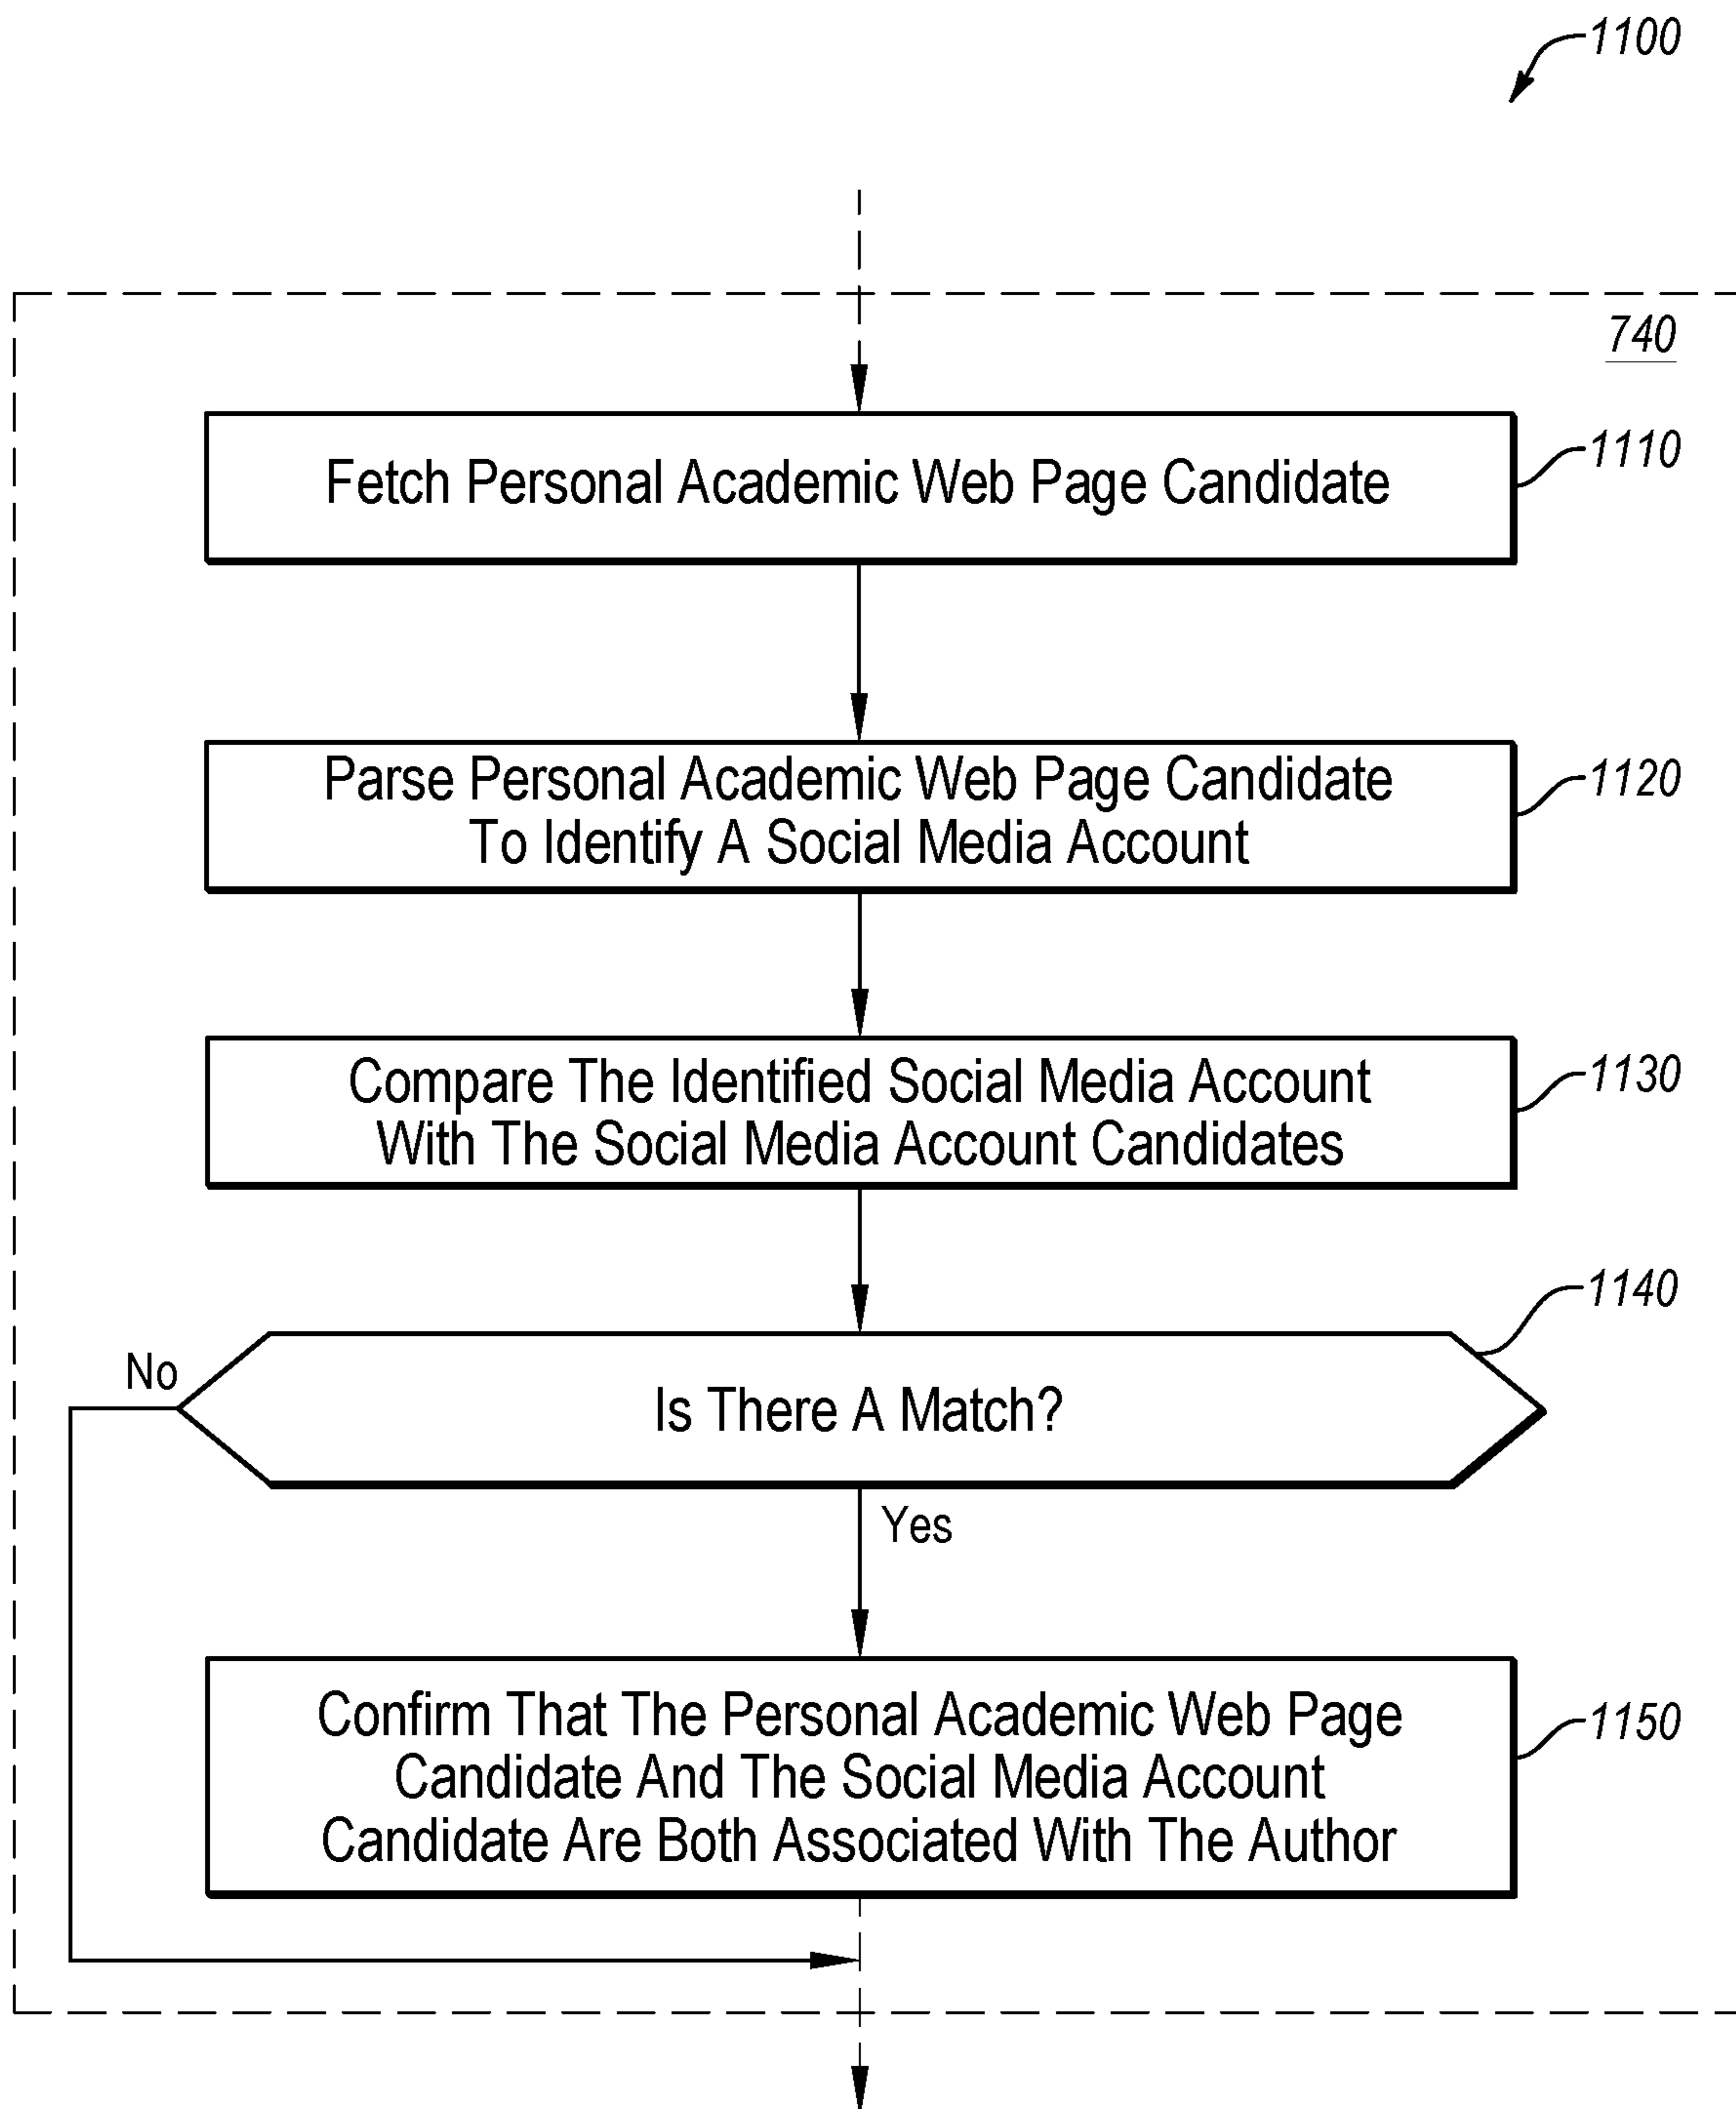 1100
740
Fetch Personal Academic Web Page Candidate
1110
Parse Personal Academic Web Page Candidate
To Identify A Social Media Account
1120
Compare The Identified Social Media Account
With The Social Media Account Candidates
1130
1140
No
Is There A Match?
Yes
Confirm That The Personal Academic Web Page
Candidate And The Social Media Account
Candidate Are Both Associated With The Author
1150